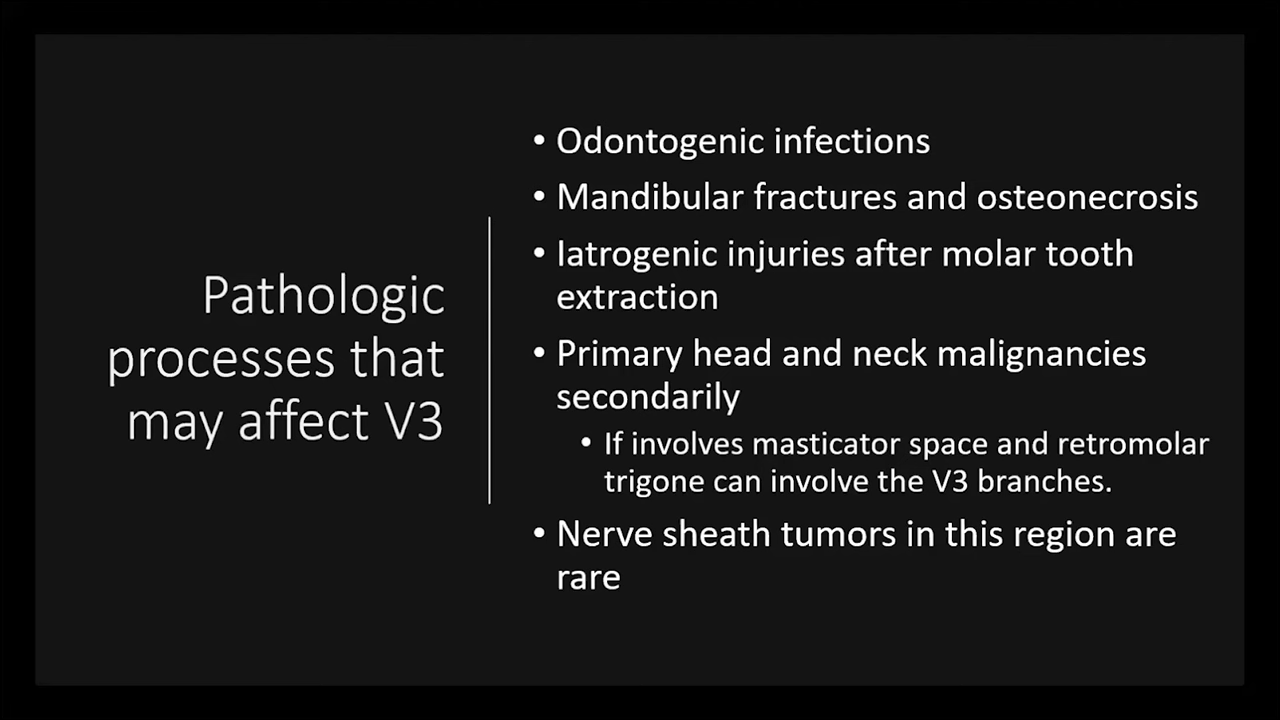 Pathologic
processes that
may affect V3
• Odontogenic infections
• Mandibular fractures and osteonecrosis
• Iatrogenic injuries after molar tooth
extraction
• Primary head and neck malignancies
secondarily
• If involves masticator space and retromolar
trigone can involve the V3 branches.
• Nerve sheath tumors in this region are
rare